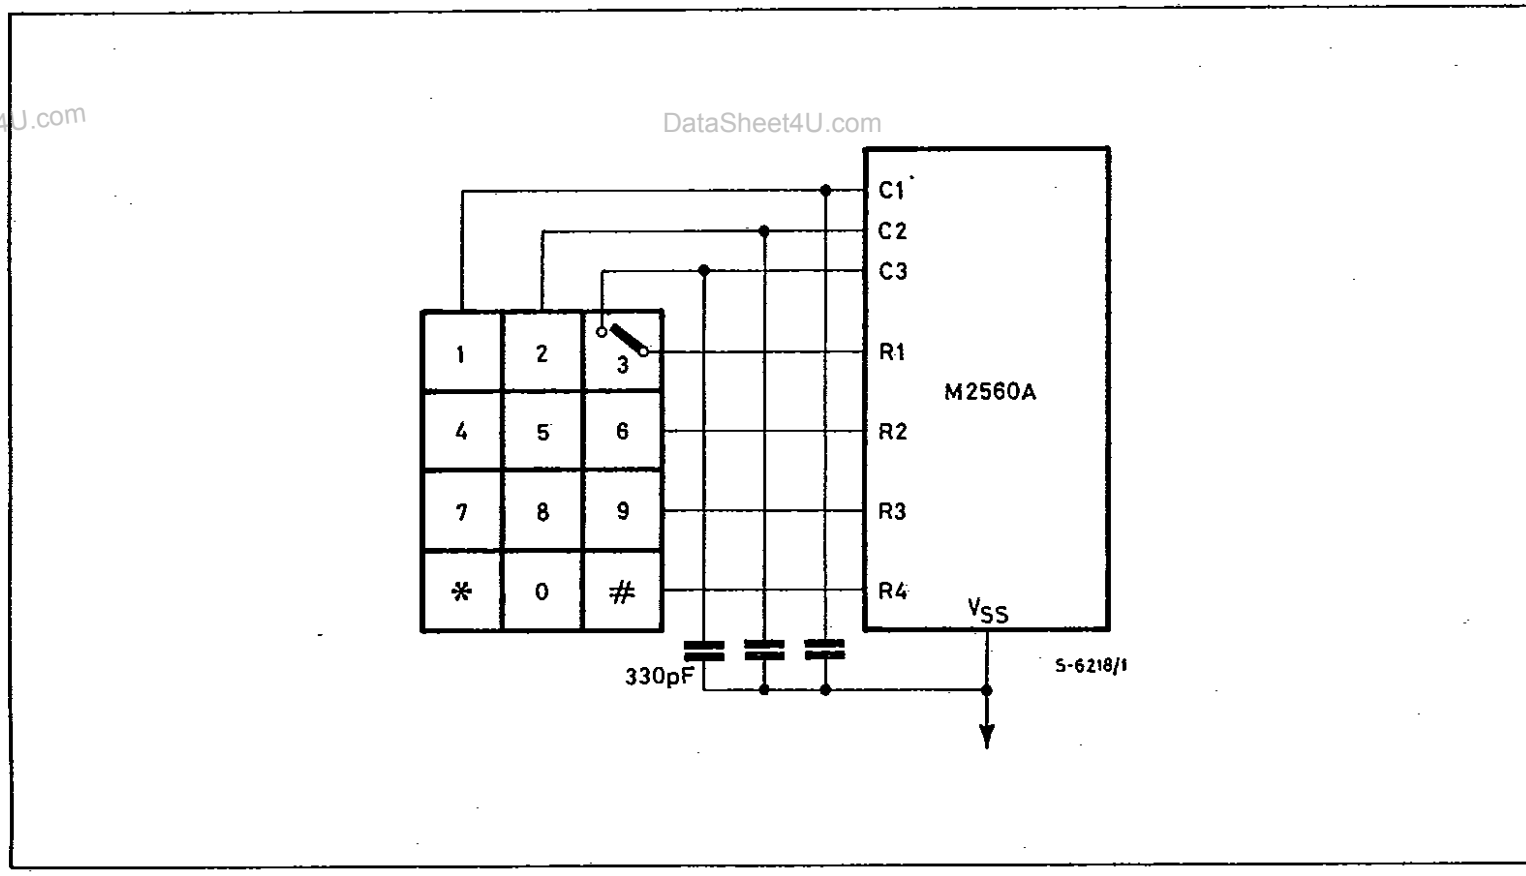 4U.com
DataSheet4U.com
C1
C2
C3
1 2 3 R1
M2560A
4 5 6 R2
7 8 9 R3
* 0 # R4
VSS
330pF
S-6218/1